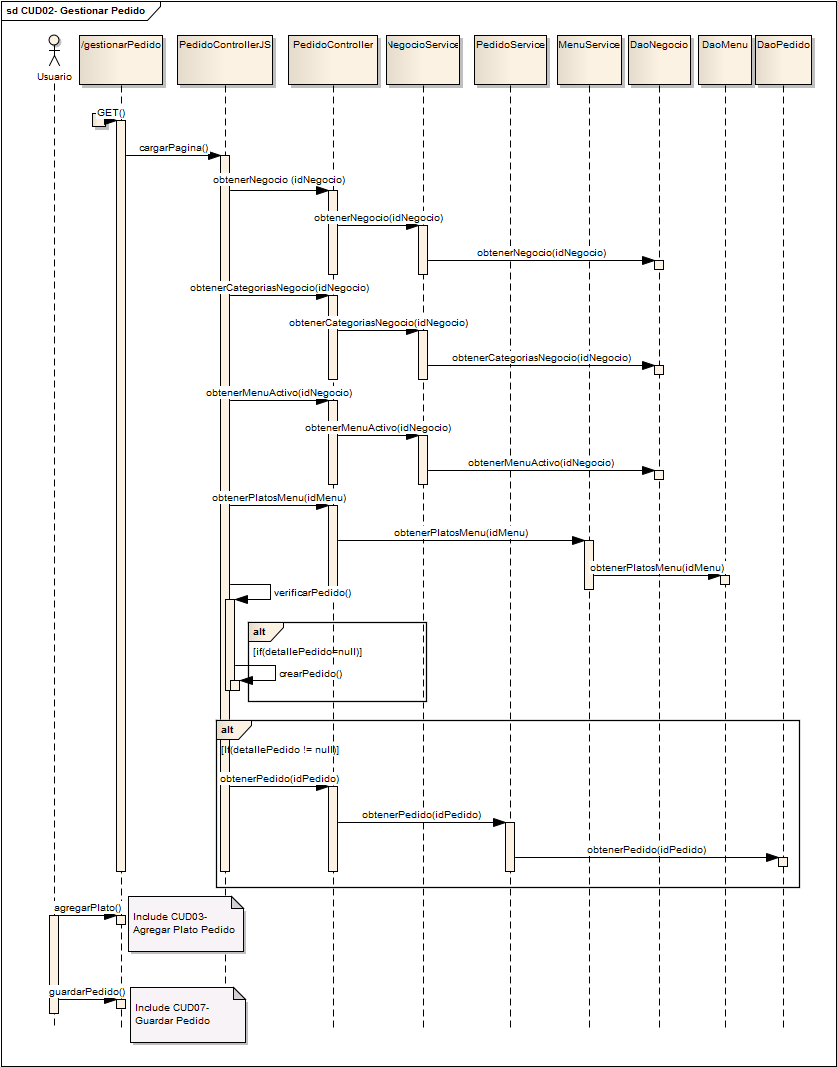 sd CUD02- Gestionar Pedido
/gestionarPedido
PedidoControllerJS
PedidoController
NegocioService
PedidoService
MenuService
DaoNegocio
DaoMenu
DaoPedido
Usuario
GET()
cargarPagina()
obtenerNegocio (idNegocio)
obtenerNegocio(idNegocio)
obtenerNegocio(idNegocio)
obtenerCategoriasNegocio(idNegocio)
obtenerCategoriasNegocio(idNegocio)
obtenerCategoriasNegocio(idNegocio)
obtenerMenuActivo(idNegocio)
obtenerMenuActivo(idNegocio)
obtenerMenuActivo(idNegocio)
obtenerPlatosMenu(idMenu)
obtenerPlatosMenu(idMenu)
obtenerPlatosMenu(idMenu)
verificarPedido()
alt
[if(detallePedido=null)]
crearPedido()
alt
[If(detallePedido != null)]
obtenerPedido(idPedido)
obtenerPedido(idPedido)
obtenerPedido(idPedido)
agregarPlato()
Include CUD03-
Agregar Plato Pedido
guardarPedido()
Include CUD07-
Guardar Pedido